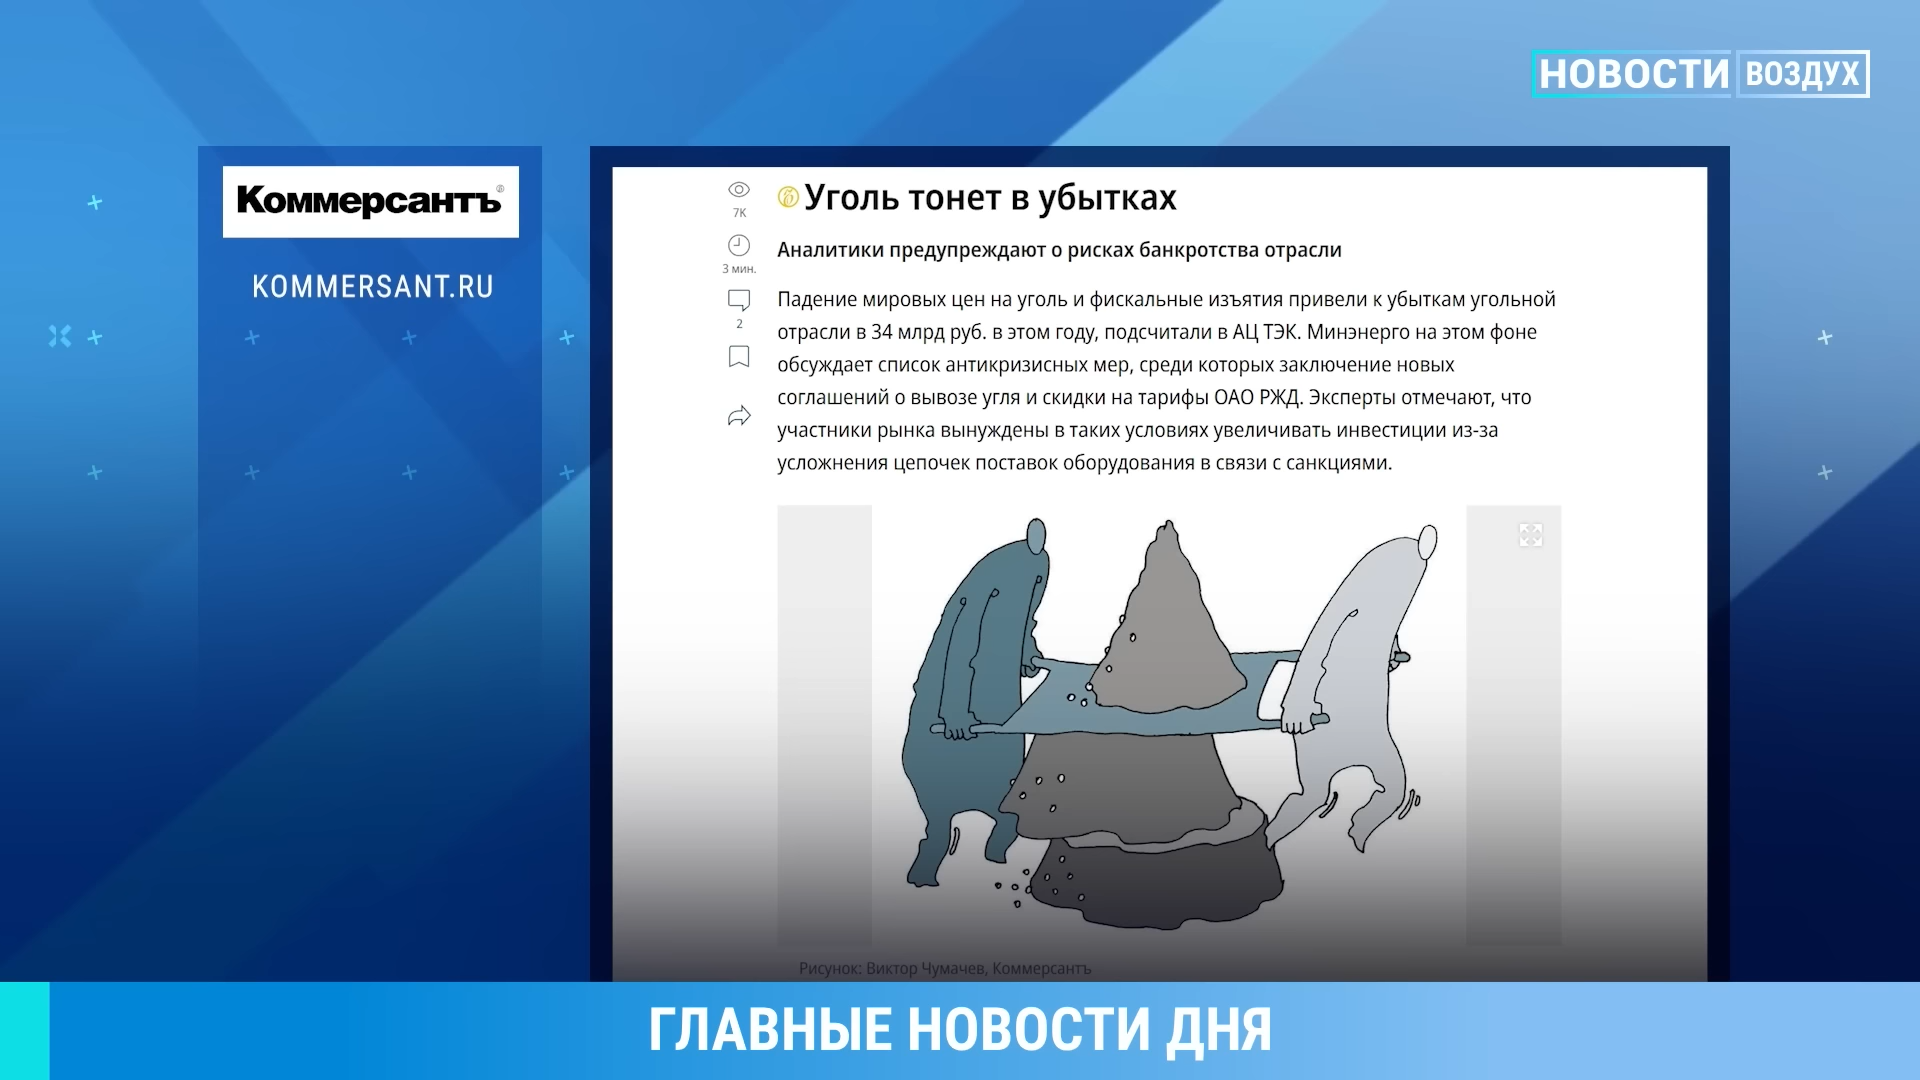 НОВОСТИ ВОЗДУХ
Коммерсантъ®
KOMMERSANT.RU
7K
3 мин.
2
Уголь тонет в убытках
Аналитики предупреждают о рисках банкротства отрасли
Падение мировых цен на уголь и фискальные изъятия привели к убыткам угольной
отрасли в 34 млрд руб. в этом году, подсчитали в АЦ ТЭК. Минэнерго на этом фоне
обсуждает список антикризисных мер, среди которых заключение новых
соглашений о вывозе угля и скидки на тарифы ОАО РЖД. Эксперты отмечают, что
участники рынка вынуждены в таких условиях увеличивать инвестиции из-за
усложнения цепочек поставок оборудования в связи с санкциями.
Рисунок: Виктор Чумачев, Коммерсантъ
ГЛАВНЫЕ НОВОСТИ ДНЯ